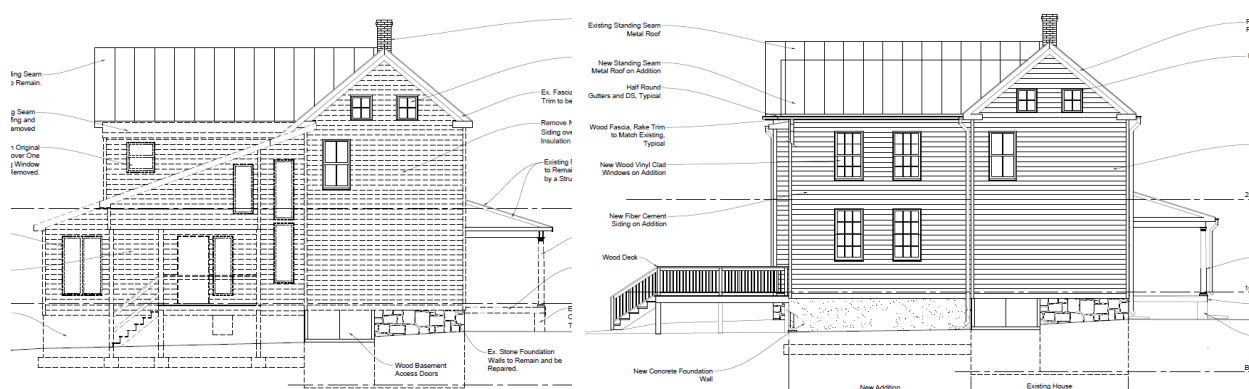 ing Seam
o Remain.
g Seam
fing and
emoved
n Original
over One
Window
Removed.
Ex. Fascia
Trim to be
Remove N
Siding ove
Insulation
Existing
to Remai
by a Stru
Wood Basement
Access Doors
Ex. Stone Foundation
Walls to Remain and be
Repaired.
Existing Standing Seam
Metal Roof
New Standing Seam
Metal Roof on Addition
Half Round
Gutters and DS, Typical
Wood Fascia, Rake Trim
to Match Existing,
Typical
New Wood Vinyl Clad
Windows on Addition
New Fiber Cement
Siding on Addition
Wood Deck
New Concrete Foundation
Wall
New Addition
Existing House